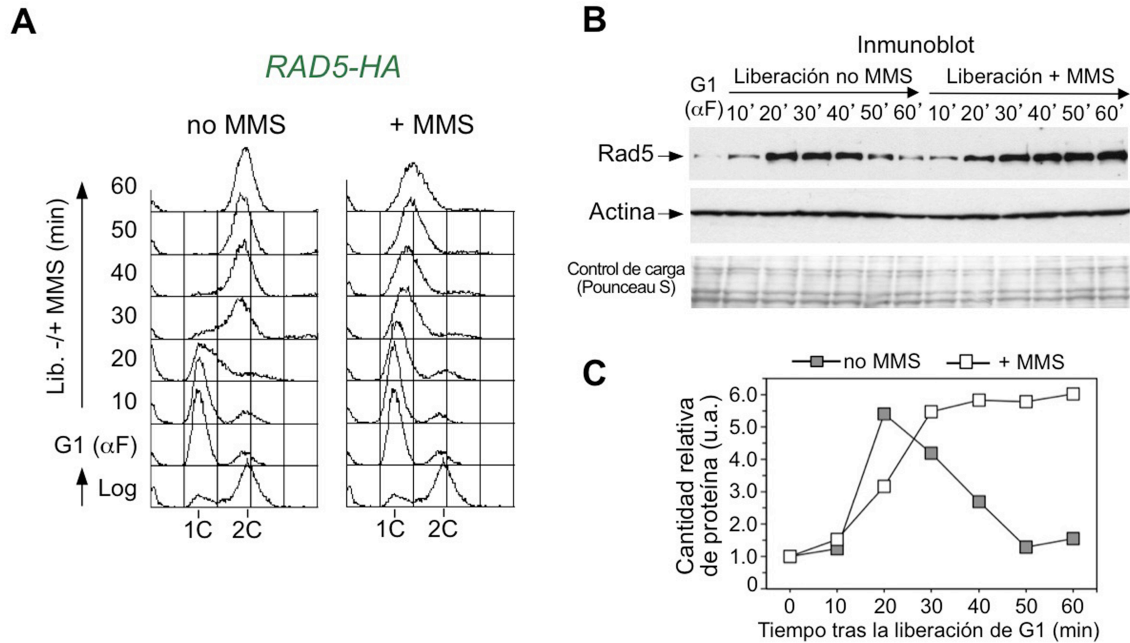 A
RAD5-HA
no MMS
+ MMS
Lib. -/+ MMS (min)
60
50
40
30
20
10
G1 (αF)
Log
1C 2C
1C 2C
B
Inmunoblot
G1
(αF)
Liberación no MMS
Liberación + MMS
10’ 20’ 30’ 40’ 50’ 60’ 10’ 20’ 30’ 40’ 50’ 60’
Rad5
Actina
Control de carga
(Pounceau S)
C
no MMS
+ MMS
Cantidad relativa
de proteína (u.a.)
6.0
5.0
4.0
3.0
2.0
1.0
0
0 10 20 30 40 50 60
Tiempo tras la liberación de G1 (min)